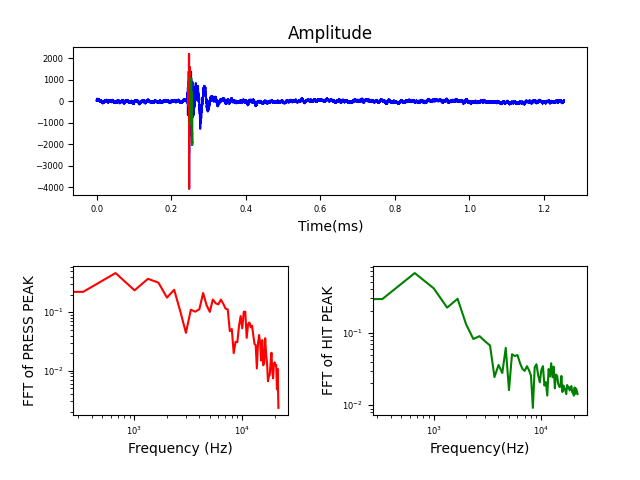 Amplitude
2000
1000
0
−1000
−2000
−3000
−4000
0.0 0.2 0.4 0.6 0.8 1.0 1.2
Time(ms)
FFT of PRESS PEAK
10⁻¹
10⁻²
10³ 10⁴
Frequency (Hz)
FFT of HIT PEAK
10⁻¹
10⁻²
10³ 10⁴
Frequency(Hz)